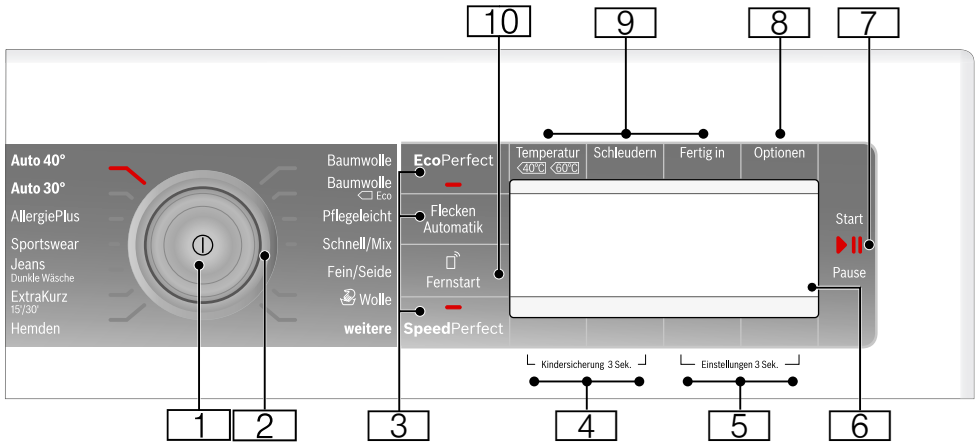 10
9
8
7
Auto 40°
Auto 30°
AllergiePlus
Sportswear
Jeans
Dunkle Wäsche
ExtraKurz
15'/30'
Hemden
Baumwolle
Baumwolle
Eco
Pflegeleicht
Schnell/Mix
Fein/Seide
Wolle
weitere
EcoPerfect
Flecken
Automatik
Fernstart
SpeedPerfect
Temperatur
40°C 60°C
Schleudern
Fertig in
Optionen
Start
Pause
Kindersicherung 3 Sek.
Einstellungen 3 Sek.
1
2
3
4
5
6